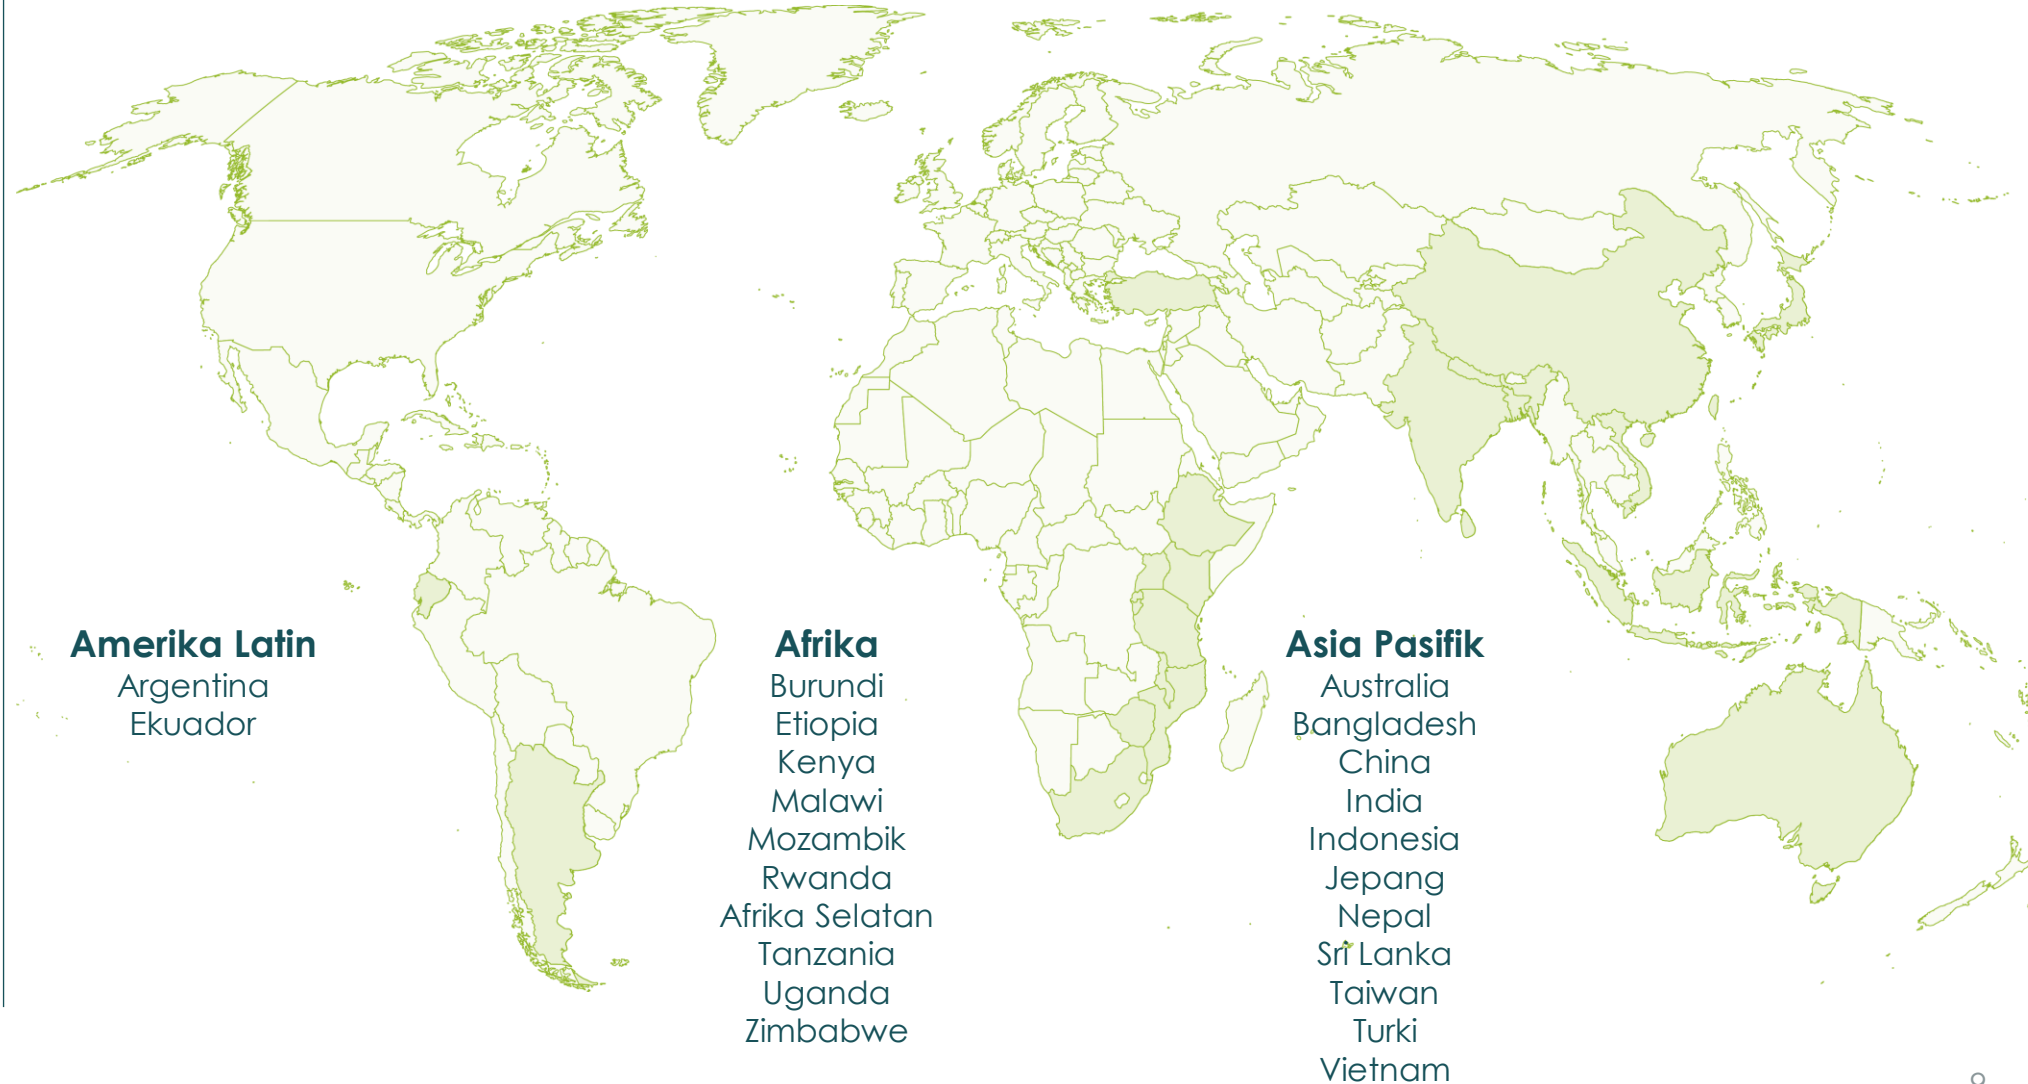 Amerika Latin
Argentina
Ekuador
Afrika
Burundi
Etiopia
Kenya
Malawi
Mozambik
Rwanda
Afrika Selatan
Tanzania
Uganda
Zimbabwe
Asia Pasifik
Australia
Bangladesh
China
India
Indonesia
Jepang
Nepal
Sri Lanka
Taiwan
Turki
Vietnam